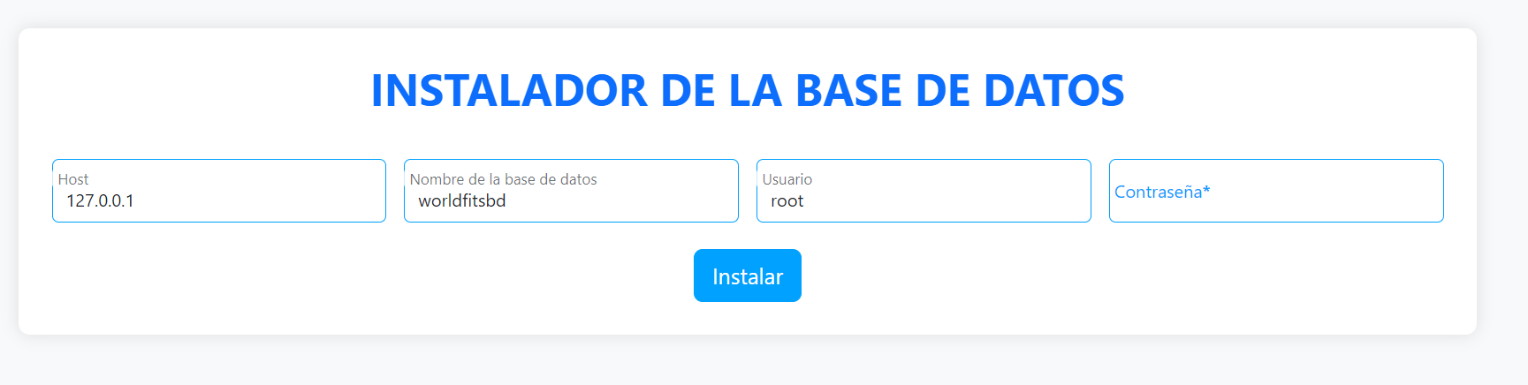 INSTALADOR DE LA BASE DE DATOS
Host
127.0.0.1
Nombre de la base de datos
worldfitsbd
Usuario
root
Contraseña*
Instalar